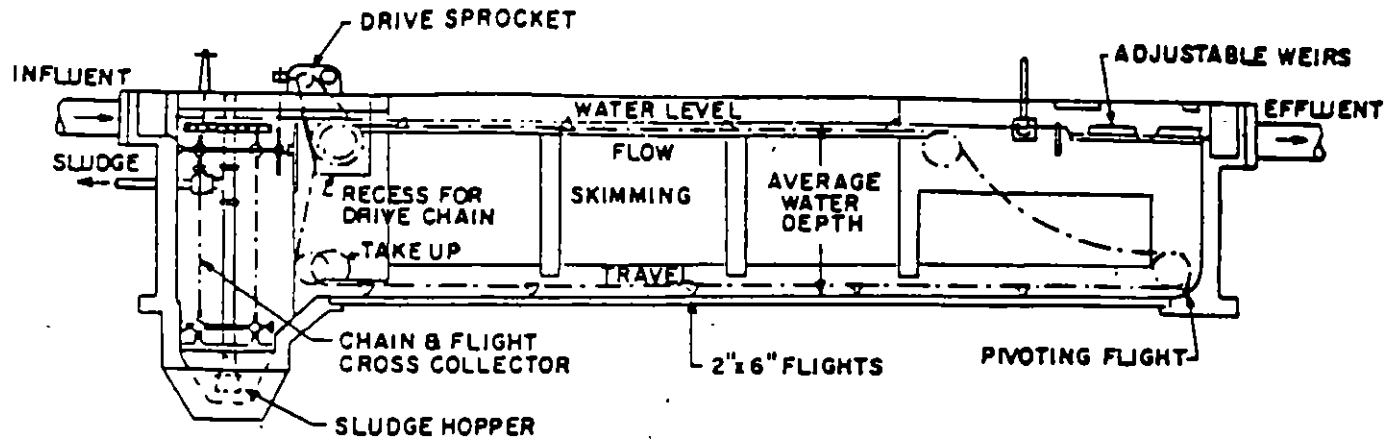 DRIVE SPROCKET
ADJUSTABLE WEIRS
INFLUENT
WATER LEVEL
EFFLUENT
SLUDGE
FLOW
RECESS FOR
DRIVE CHAIN
SKIMMING
AVERAGE
WATER
DEPTH
TAKE UP
TRAVEL
CHAIN & FLIGHT
CROSS COLLECTOR
2"x6" FLIGHTS
PIVOTING FLIGHT
SLUDGE HOPPER